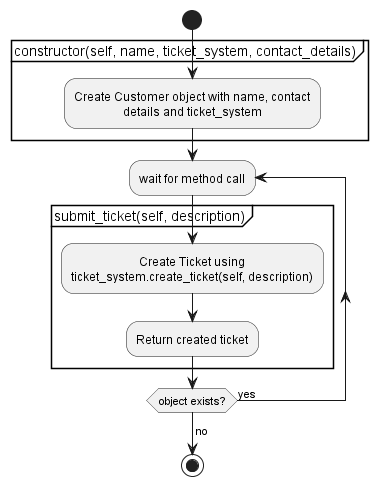 constructor(self, name, ticket_system, contact_details)
Create Customer object with name, contact
details and ticket_system
wait for method call
submit_ticket(self, description)
Create Ticket using
ticket_system.create_ticket(self, description)
Return created ticket
object exists?
yes
no